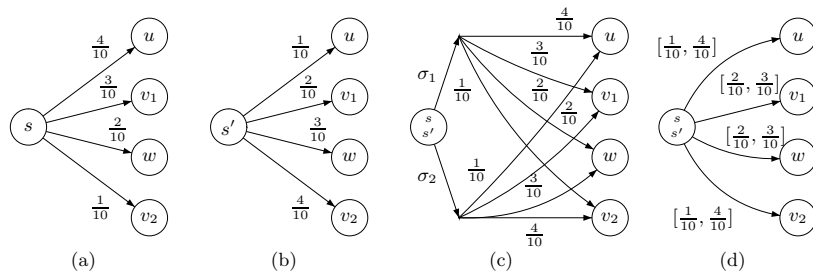 4/10 u
3/10 v₁
s
2/10 w
1/10 v₂
(a)
1/10 u
2/10 v₁
s′
3/10 w
4/10 v₂
(b)
4/10 u
3/10
σ₁ 1/10 2/10 2/10 v₁
s
s′
σ₂ 1/10 3/10 w
4/10 v₂
(c)
[1/10, 4/10] u
[2/10, 3/10] v₁
s
s′
[2/10, 3/10] w
[1/10, 4/10] v₂
(d)